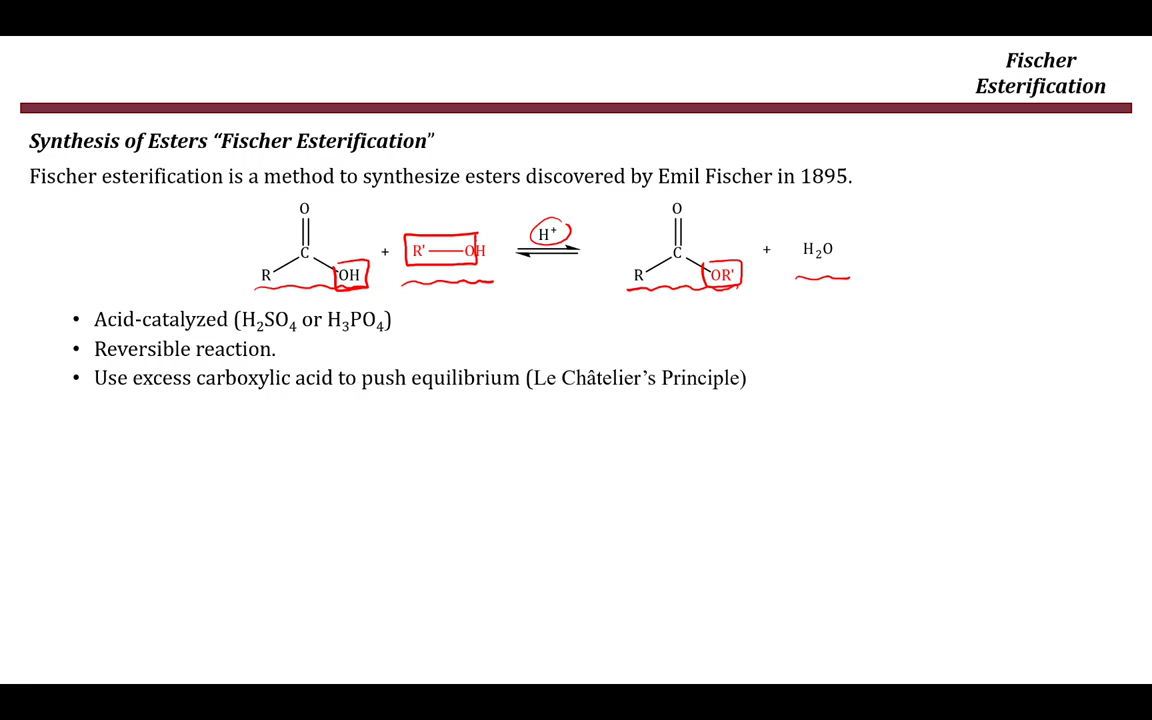 Fischer
Esterification
Synthesis of Esters “Fischer Esterification”
Fischer esterification is a method to synthesize esters discovered by Emil Fischer in 1895.
O
C
R
OH
+
R'
OH
H⁺
O
C
R
OR'
+
H₂O
• Acid-catalyzed (H₂SO₄ or H₃PO₄)
• Reversible reaction.
• Use excess carboxylic acid to push equilibrium (Le Châtelier’s Principle)